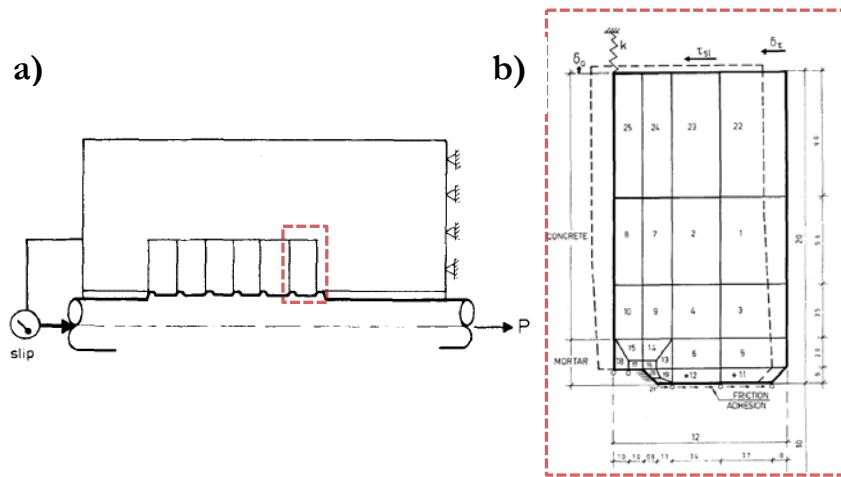 a)
slip
P
b)
k
δ₀
τsl
δτ
25 24 23 22
8 7 2 1
CONCRETE
10 9 4 3
MORTAR
15 14
18 13 6 5
19 *12 *11
FRICTION
ADHESION
12
20
10